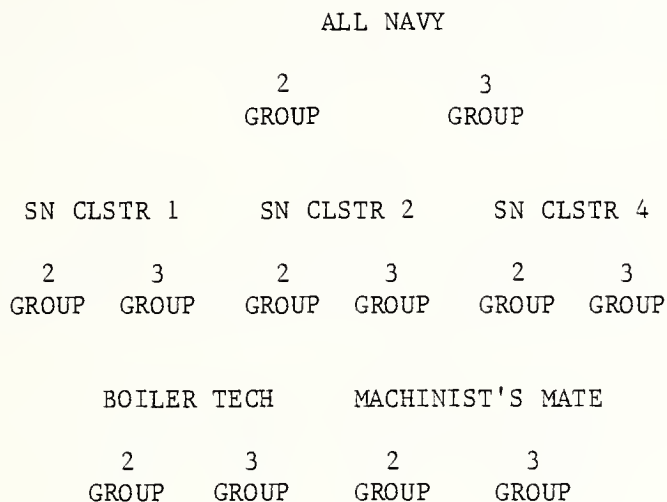 ALL NAVY
2 3
GROUP GROUP
SN CLSTR 1 SN CLSTR 2 SN CLSTR 4
2 3 2 3 2 3
GROUP GROUP GROUP GROUP GROUP GROUP
BOILER TECH MACHINIST'S MATE
2 3 2 3
GROUP GROUP GROUP GROUP